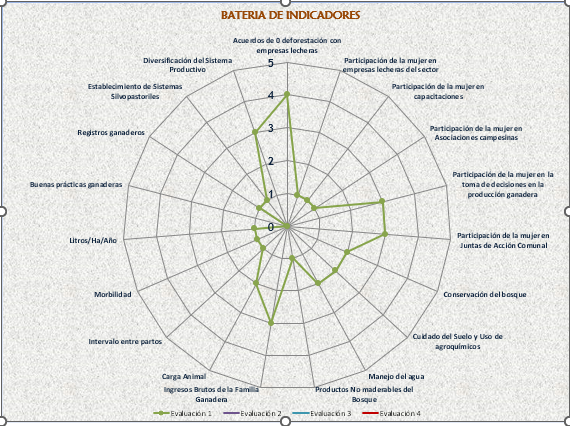 BATERIA DE INDICADORES
Acuerdos de 0 deforestación con
empresas lecheras
Participación de la mujer en
empresas lecheras del sector
Participación de la mujer en
capacitaciones
Participación de la mujer en
Asociaciones campesinas
Participación de la mujer en la
toma de decisiones en la
producción ganadera
Participación de la mujer en
Juntas de Acción Comunal
Conservación del bosque
Cuidado del Suelo y Uso de
agroquímicos
Manejo del agua
Productos No maderables del
Bosque
Ingresos Brutos de la Familia
Ganadera
Carga Animal
Intervalo entre partos
Morbilidad
Litros/Ha/Año
Buenas prácticas ganaderas
Registros ganaderos
Establecimiento de Sistemas
Silvopastoriles
Diversificación del Sistema
Productivo
5
4
3
2
1
0
Evaluación 1 Evaluación 2 Evaluación 3 Evaluación 4